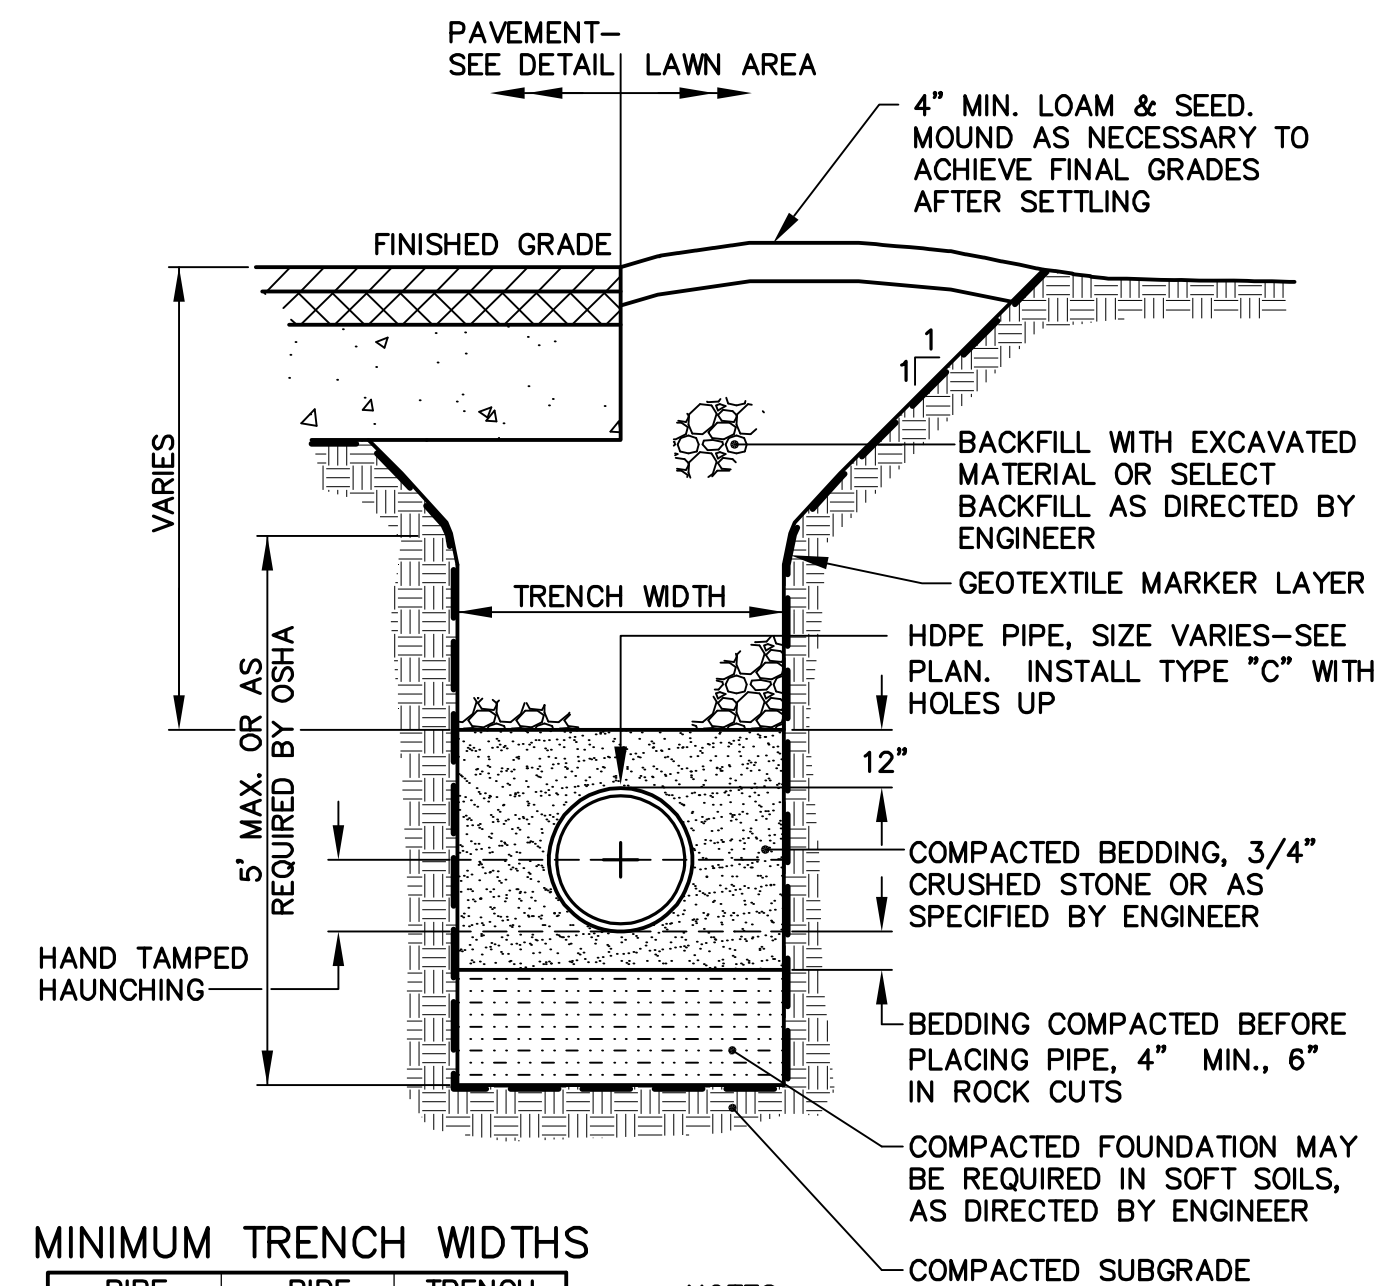 PAVEMENT–
SEE DETAIL
LAWN AREA
4" MIN. LOAM & SEED.
MOUND AS NECESSARY TO
ACHIEVE FINAL GRADES
AFTER SETTLING
FINISHED GRADE
1
1
VARIES
BACKFILL WITH EXCAVATED
MATERIAL OR SELECT
BACKFILL AS DIRECTED BY
ENGINEER
GEOTEXTILE MARKER LAYER
TRENCH WIDTH
HDPE PIPE, SIZE VARIES–SEE
PLAN. INSTALL TYPE "C" WITH
HOLES UP
12"
5' MAX. OR AS
REQUIRED BY OSHA
COMPACTED BEDDING, 3/4"
CRUSHED STONE OR AS
SPECIFIED BY ENGINEER
HAND TAMPED
HAUNCHING
BEDDING COMPACTED BEFORE
PLACING PIPE, 4" MIN., 6"
IN ROCK CUTS
COMPACTED FOUNDATION MAY
BE REQUIRED IN SOFT SOILS,
AS DIRECTED BY ENGINEER
COMPACTED SUBGRADE
MINIMUM TRENCH WIDTHS
PIPE PIPE TRENCH